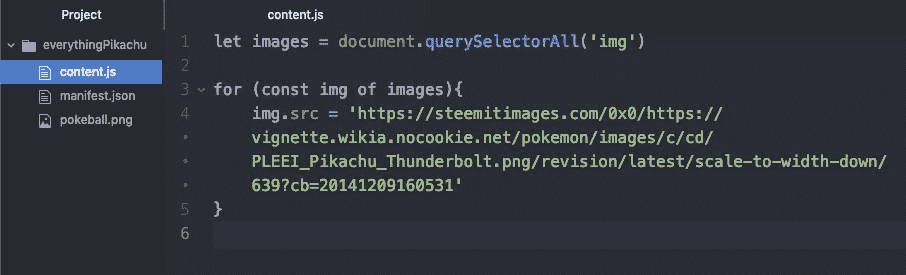 Project
content.js
everythingPikachu
content.js
manifest.json
pokeball.png
1 let images = document.querySelectorAll('img')
2
3 for (const img of images){
4 img.src = 'https://steemitimages.com/0x0/https://
• vignette.wikia.nocookie.net/pokemon/images/c/cd/
• PLEEI_Pikachu_Thunderbolt.png/revision/latest/scale-to-width-down/
• 639?cb=20141209160531'
5 }
6